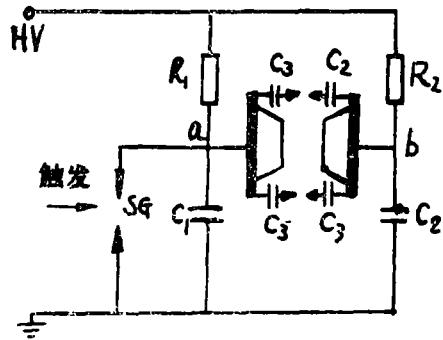 HV
R₁
C₃
C₂
R₂
a
b
触发
SG
C₁
C₃
C₃
C₂